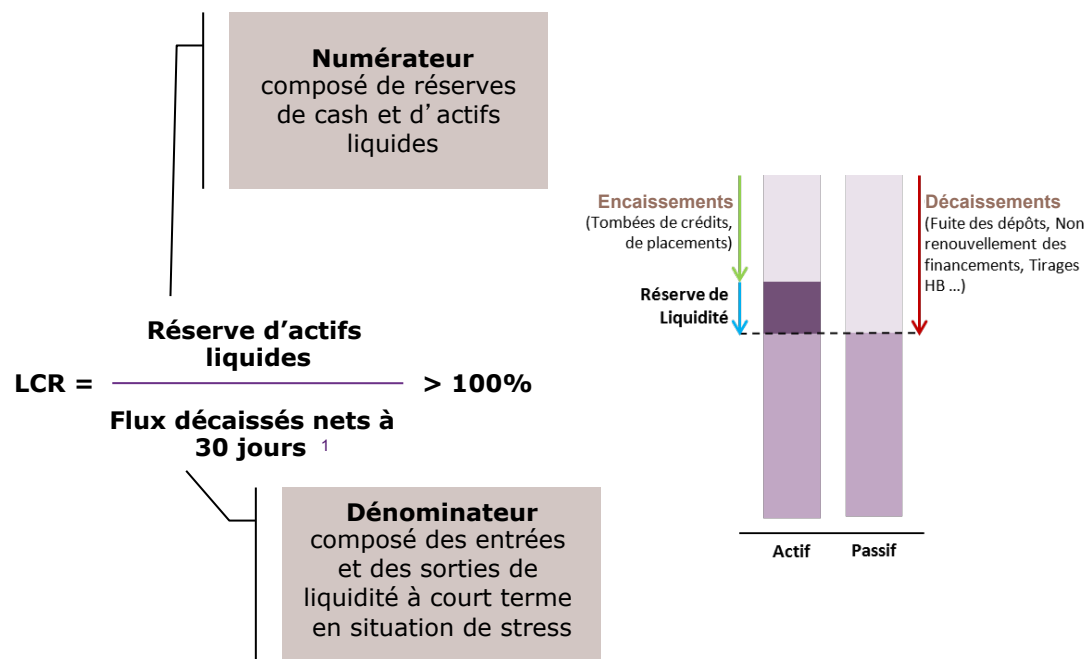 Numérateur
composé de réserves
de cash et d’actifs
liquides
Réserve d’actifs
liquides
LCR =
> 100%
Flux décaissés nets à
30 jours 1
Dénominateur
composé des entrées
et des sorties de
liquidité à court terme
en situation de stress
Encaissements
(Tombées de crédits,
de placements)
Réserve de
Liquidité
Décaissements
(Fuite des dépôts, Non
renouvellement des
financements, Tirages
HB ...)
Actif
Passif